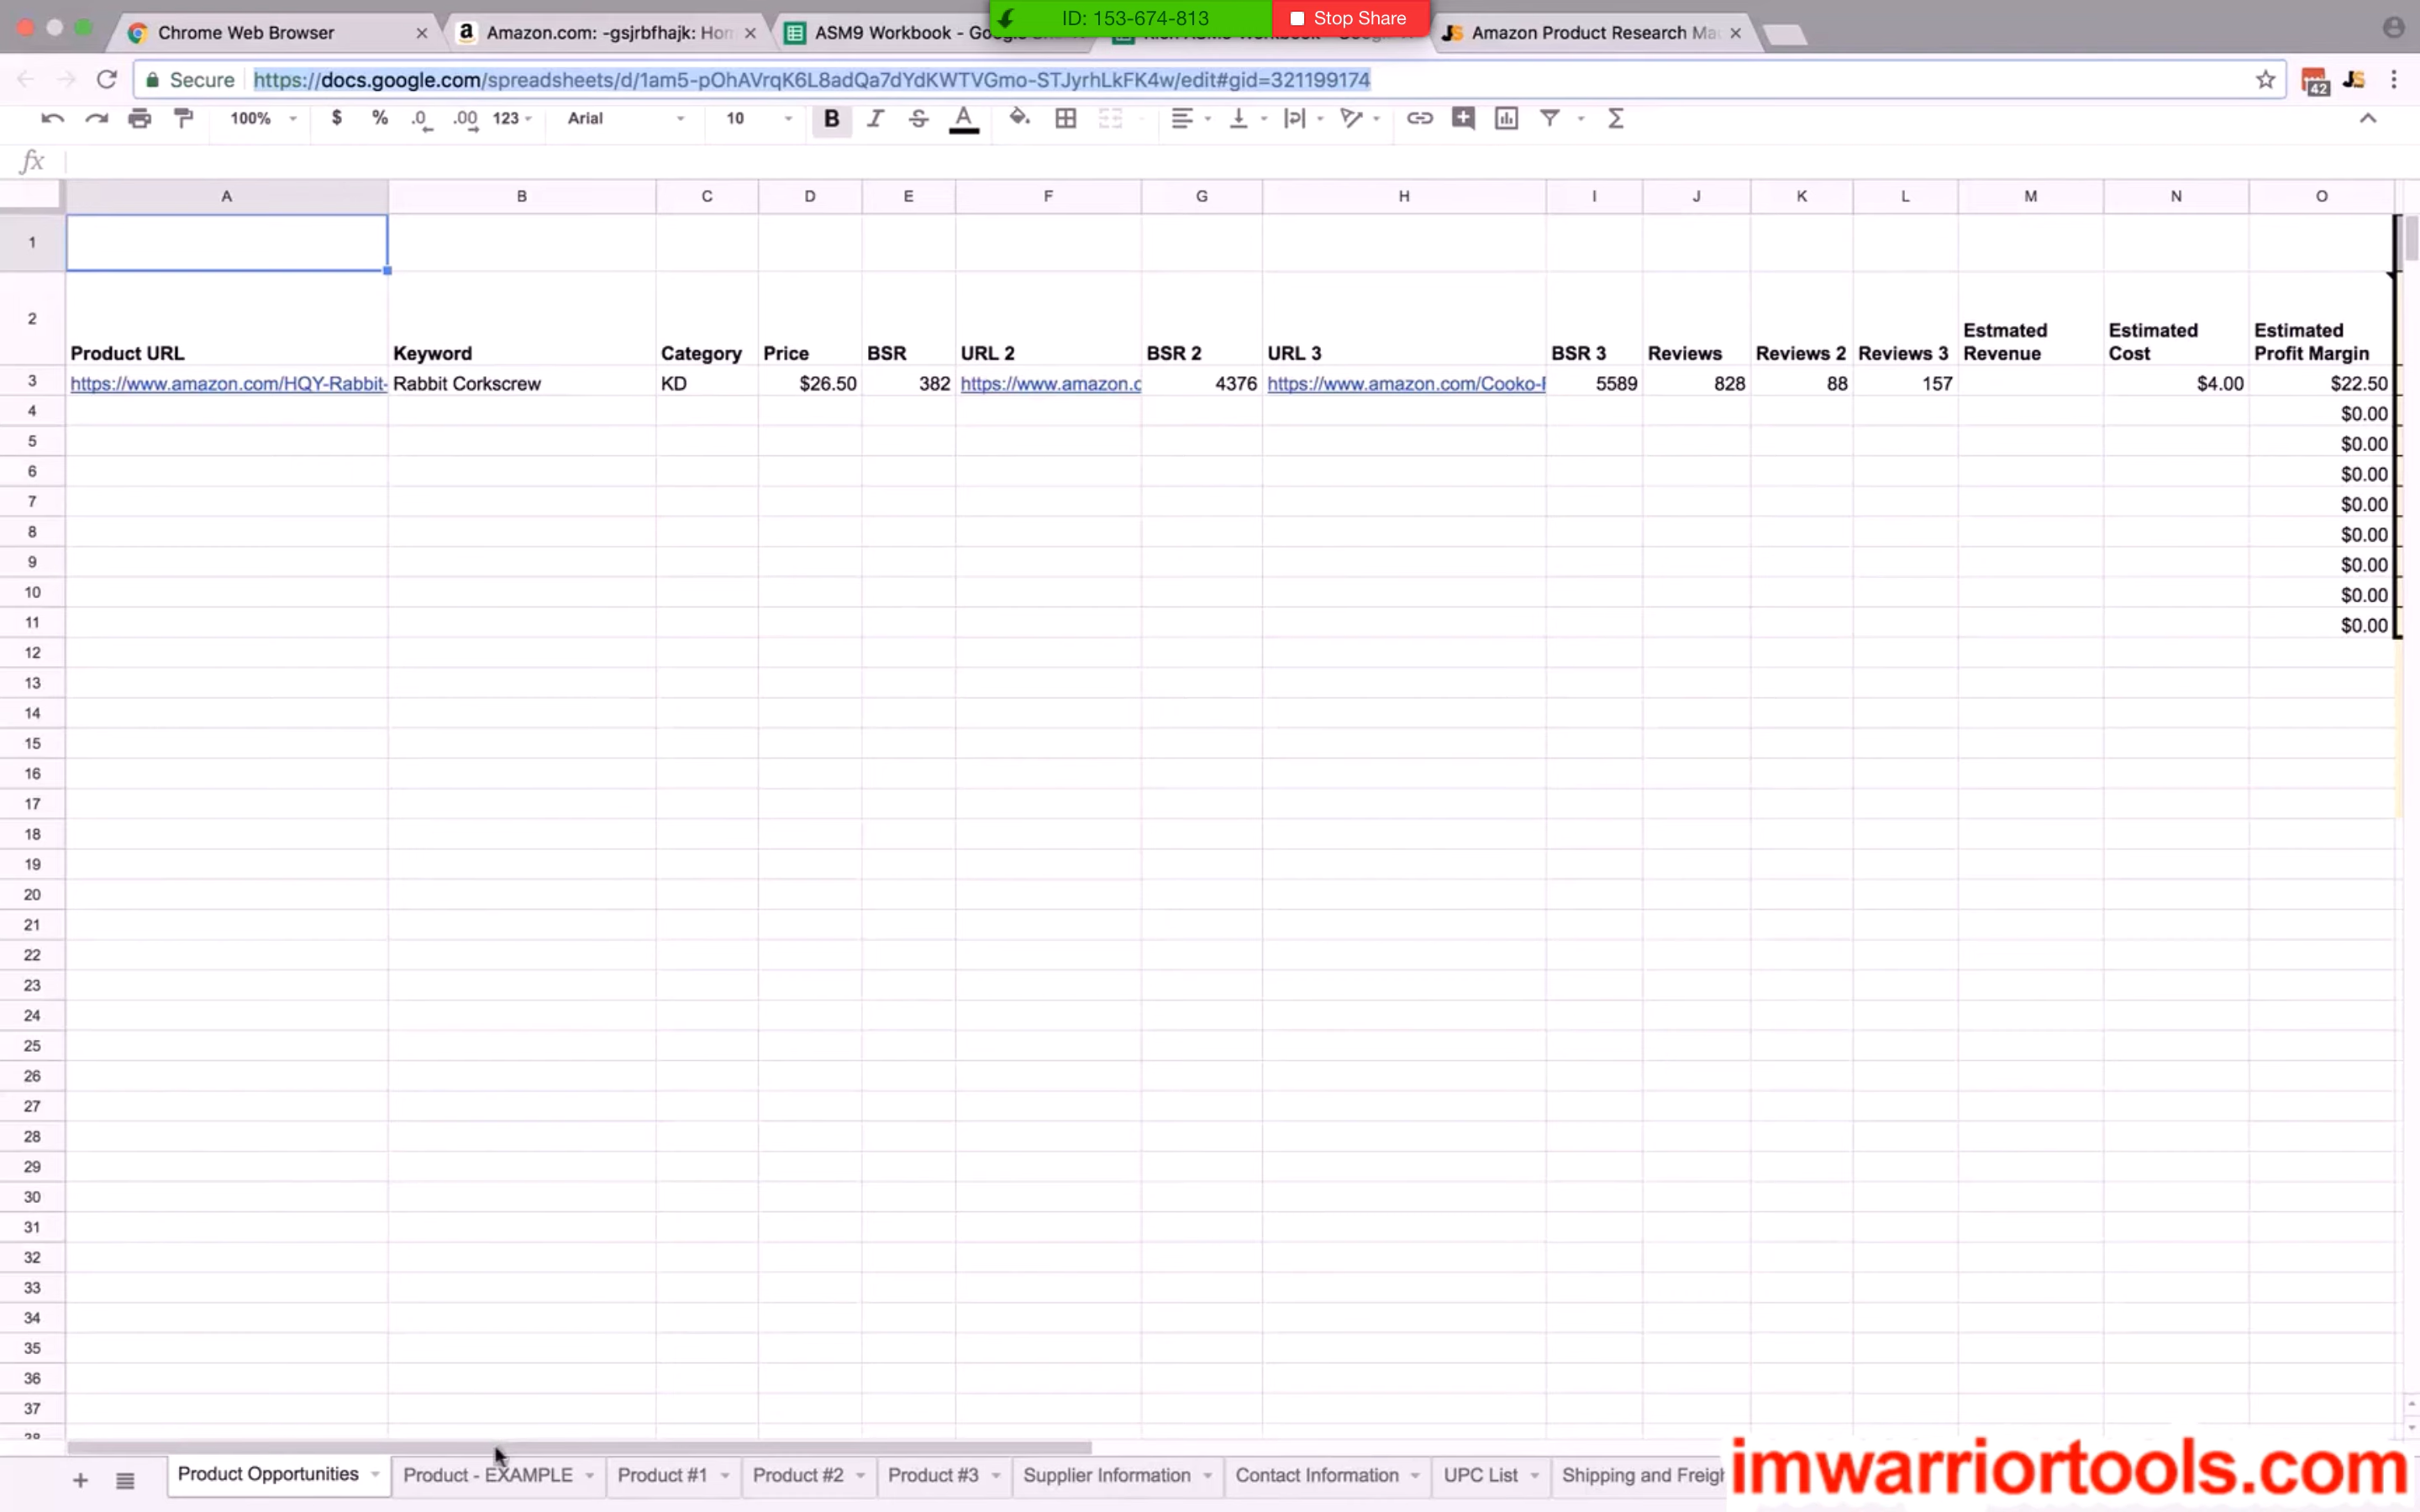 ID: 153-674-813 Stop Share
Chrome Web Browser
Amazon.com: -gsjrbfhajk: Hom
ASM9 Workbook -
Amazon Product Research Ma
Secure https://docs.google.com/spreadsheets/d/1am5-pOhAVrqK6L8adQa7dYdKWTVGmo-STJyrhLkFK4w/edit#gid=321199174 42 JS
100% $ % .0 .00 123 Arial 10 B I S A Σ
fx
A B C D E F G H I J K L M N O
1
2 Product URL Keyword Category Price BSR URL 2 BSR 2 URL 3 BSR 3 Reviews Reviews 2 Reviews 3 Estmated Revenue Estimated Cost Estimated Profit Margin
3 https://www.amazon.com/HQY-Rabbit- Rabbit Corkscrew KD $26.50 382 https://www.amazon.c 4376 https://www.amazon.com/Cooko- 5589 828 88 157 $4.00 $22.50
4 $0.00
5 $0.00
6 $0.00
7 $0.00
8 $0.00
9 $0.00
10 $0.00
11 $0.00
12
13
14
15
16
17
18
19
20
21
22
23
24
25
26
27
28
29
30
31
32
33
34
35
36
37
Product Opportunities Product - EXAMPLE Product #1 Product #2 Product #3 Supplier Information Contact Information UPC List Shipping and Freigh
imwarriortools.com